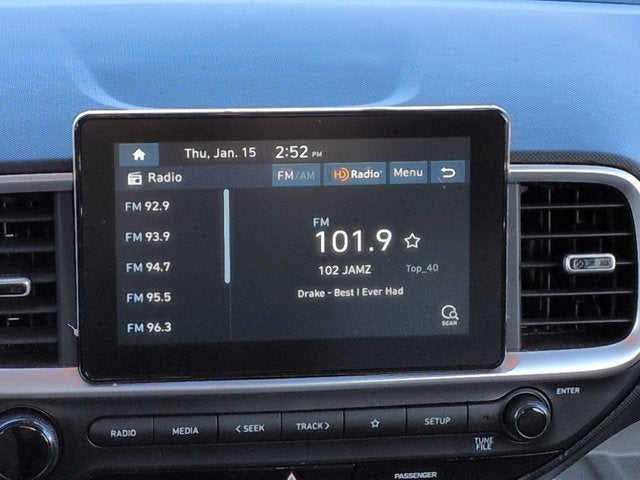 Thu, Jan. 15 2:52 PM
Radio FM/AM HD Radio Menu
FM 92.9
FM 93.9
FM 94.7
FM 95.5
FM 96.3
FM
101.9
102 JAMZ Top_40
Drake - Best I Ever Had
SCAN
ENTER
RADIO MEDIA < SEEK TRACK > SETUP
TUNE
FILE
PASSENGER